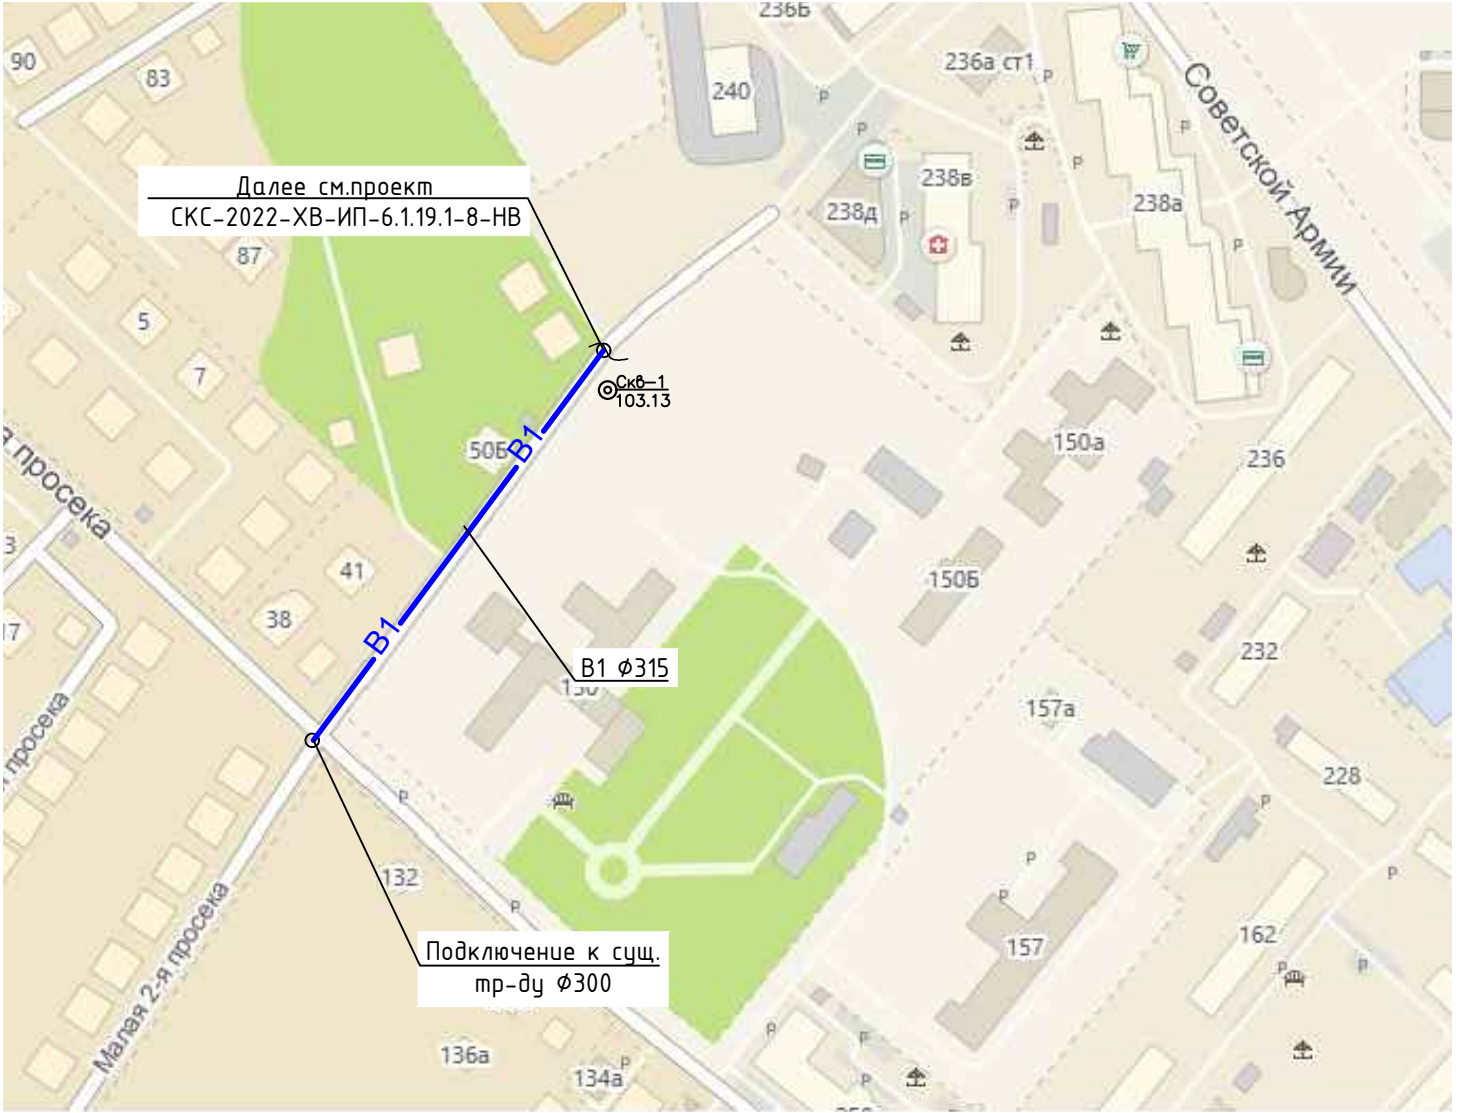 236Б
90
83
240
236а ст1
Советской Армии
P
P
P
P
P
Далее см.проект
СКС-2022-ХВ-ИП-6.1.19.1-8-НВ
238в
238д
P
P
238а
P
87
5
7
Скв-1
103.13
50Б
В1
150а
236
просека
3
41
38
17
В1
150Б
232
В1 Ф315
150
157а
просека
228
P
P
132
P
P
P
P
157
162
P
P
Подключение к сущ.
тр-ду Ф300
Малая 2-я просека
136а
134а
P
P
P
P